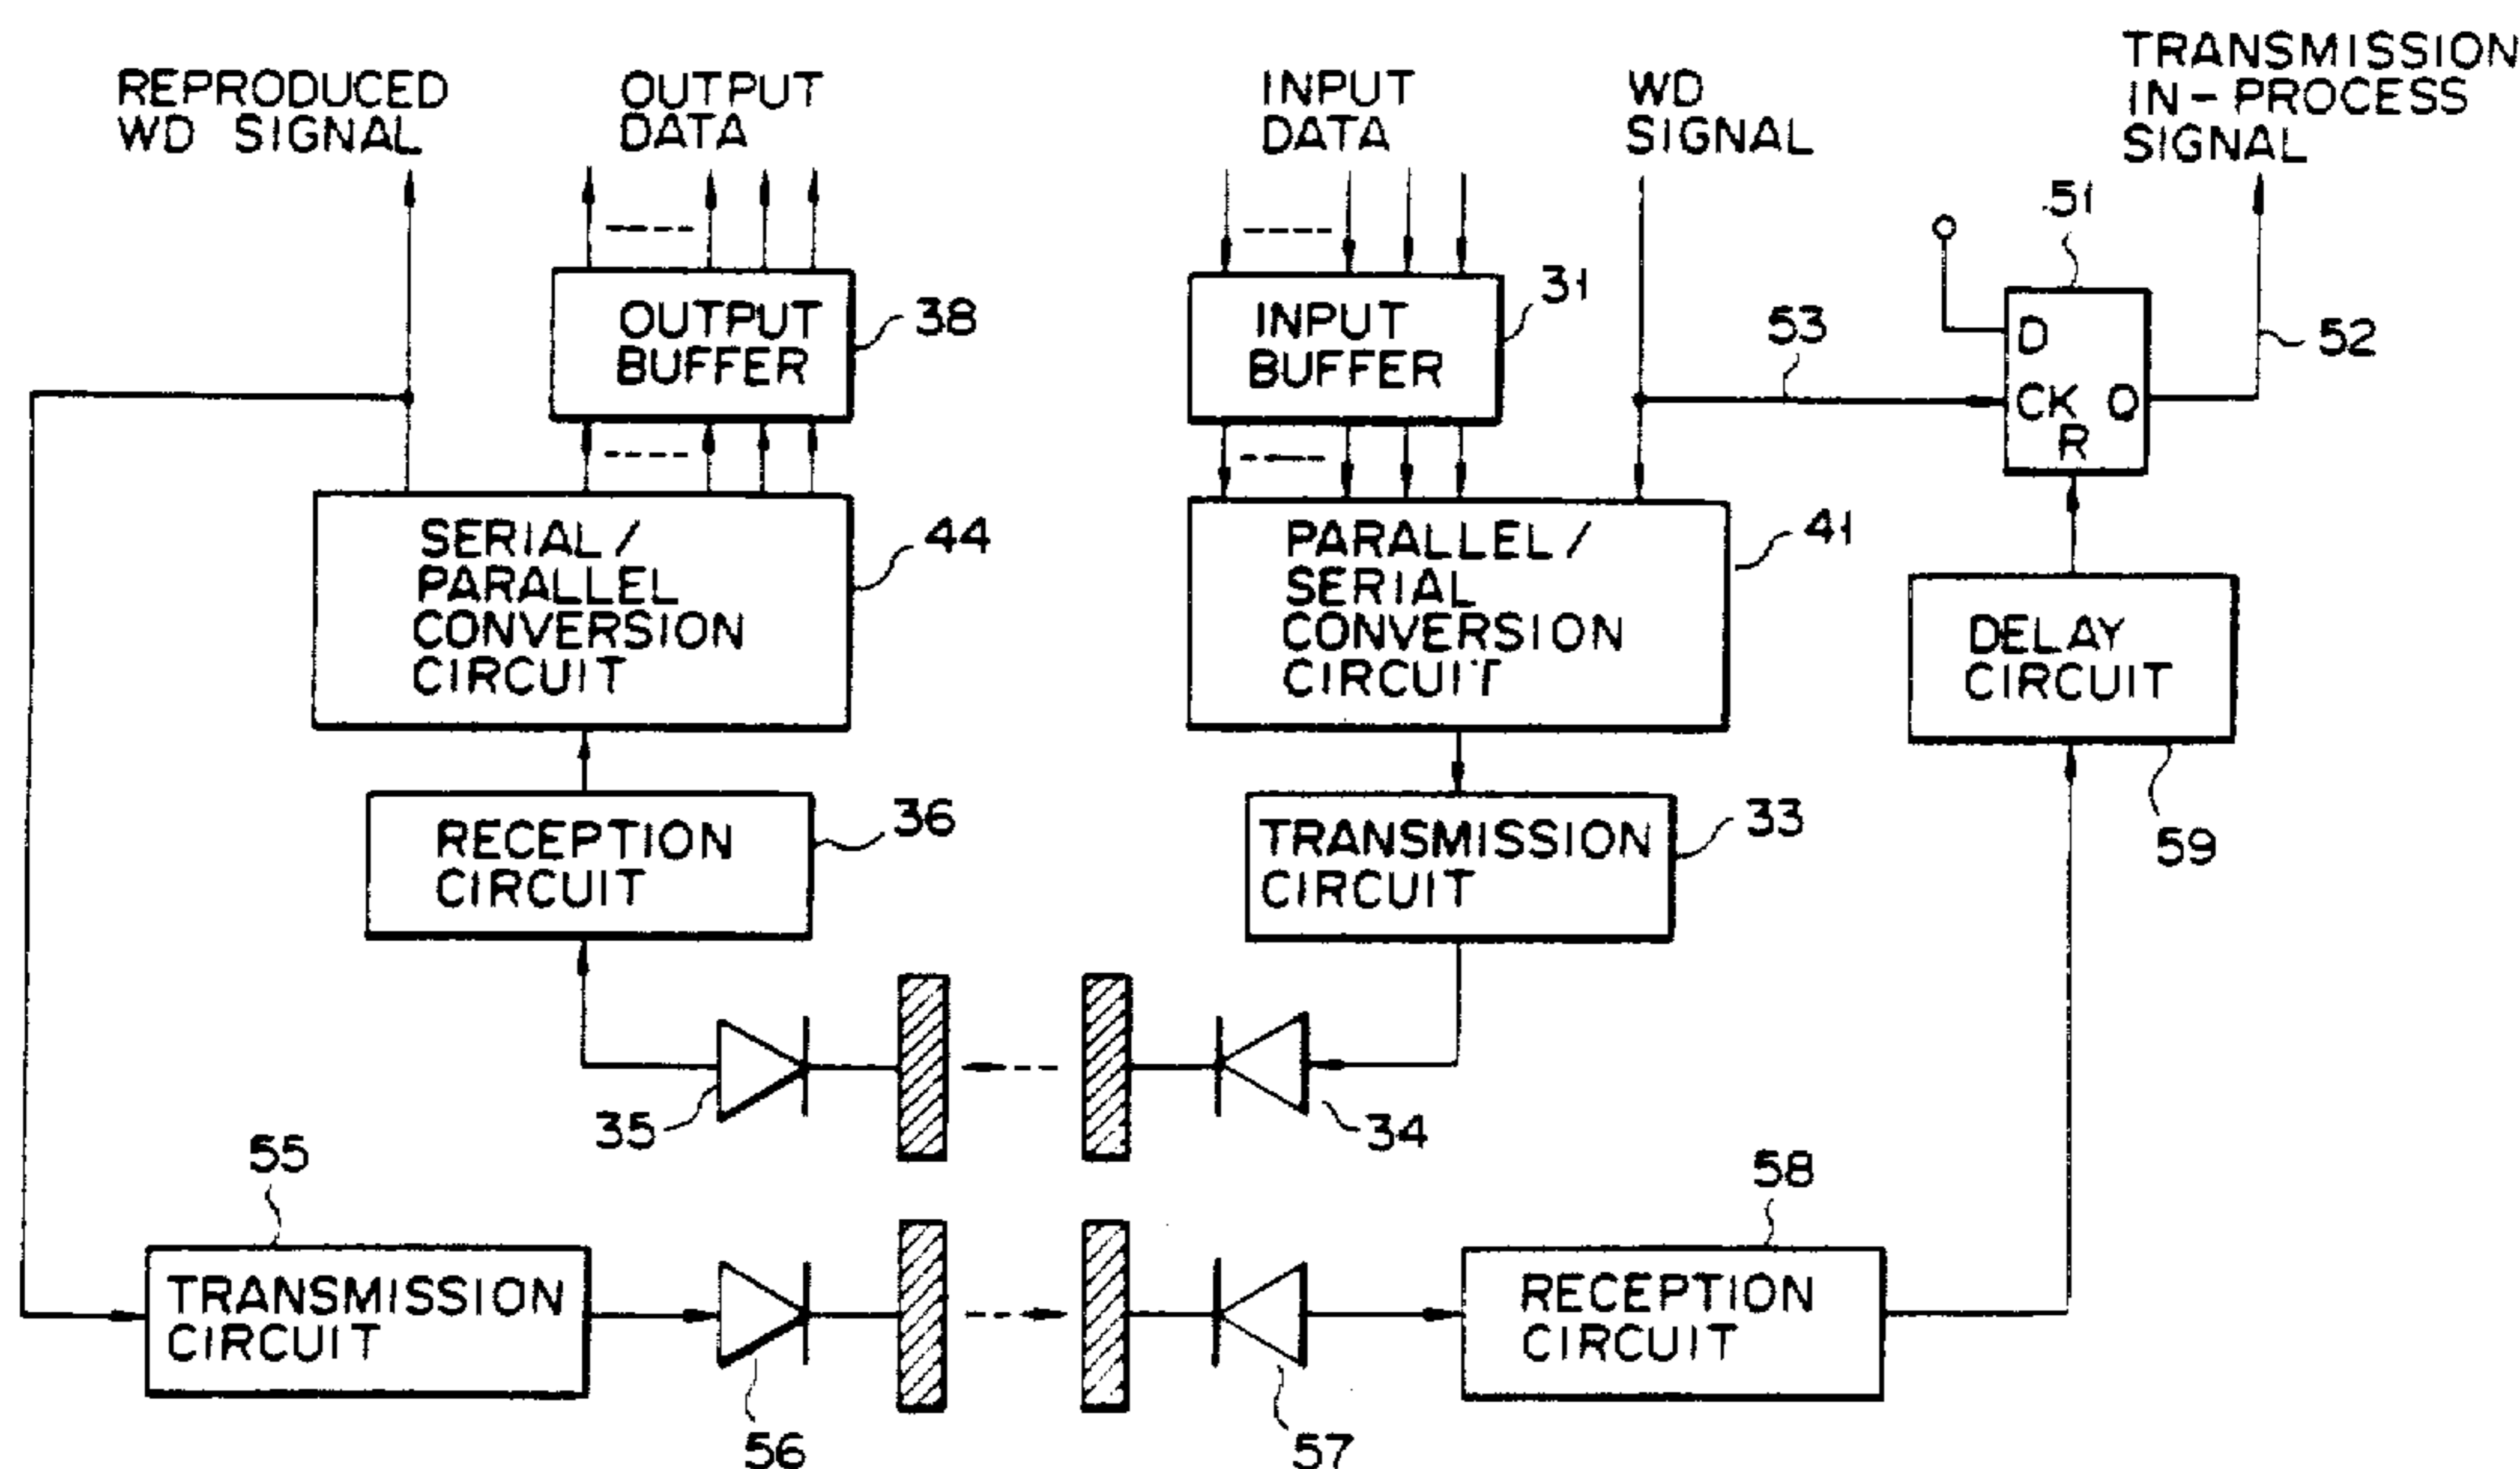 REPRODUCED
WD SIGNAL
OUTPUT
DATA
INPUT
DATA
WD
SIGNAL
TRANSMISSION
IN-PROCESS
SIGNAL
51
OUTPUT
BUFFER
38
INPUT
BUFFER
31
53
D
CK Q
R
52
SERIAL/
PARALLEL
CONVERSION
CIRCUIT
44
PARALLEL/
SERIAL
CONVERSION
CIRCUIT
41
DELAY
CIRCUIT
59
RECEPTION
CIRCUIT
36
TRANSMISSION
CIRCUIT
33
35
34
55
TRANSMISSION
CIRCUIT
56
57
58
RECEPTION
CIRCUIT